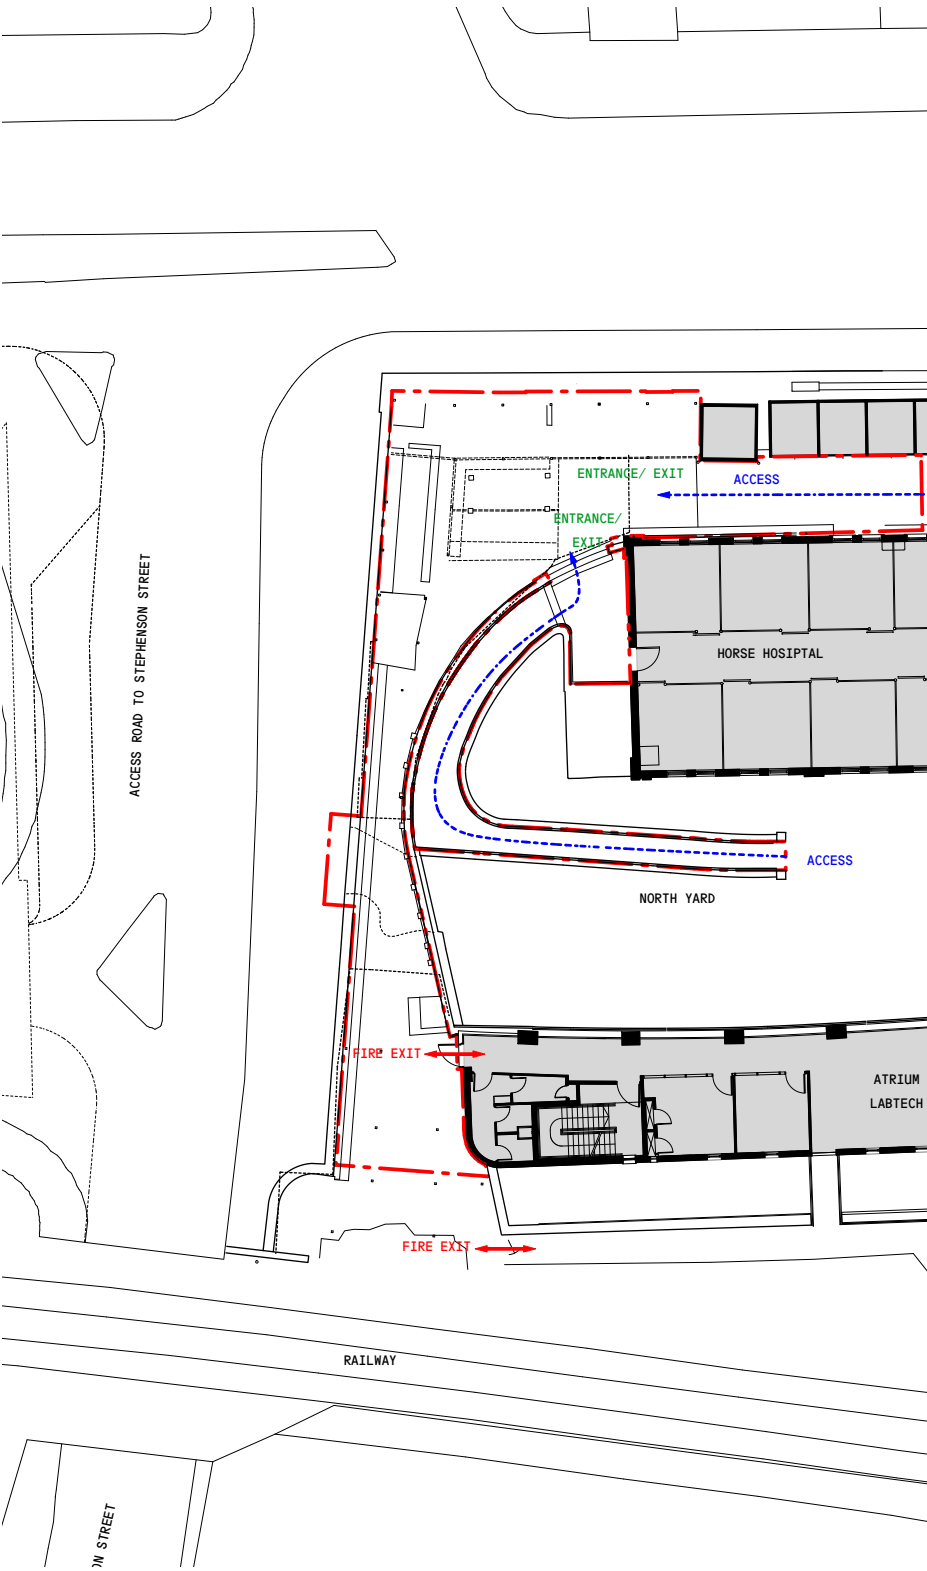 ENTRANCE/ EXIT
ACCESS
ENTRANCE/
EXIT
ACCESS ROAD TO STEPHENSON STREET
HORSE HOSIPTAL
ACCESS
NORTH YARD
FIRE EXIT
ATRIUM
LABTECH
FIRE EXIT
RAILWAY
ON STREET